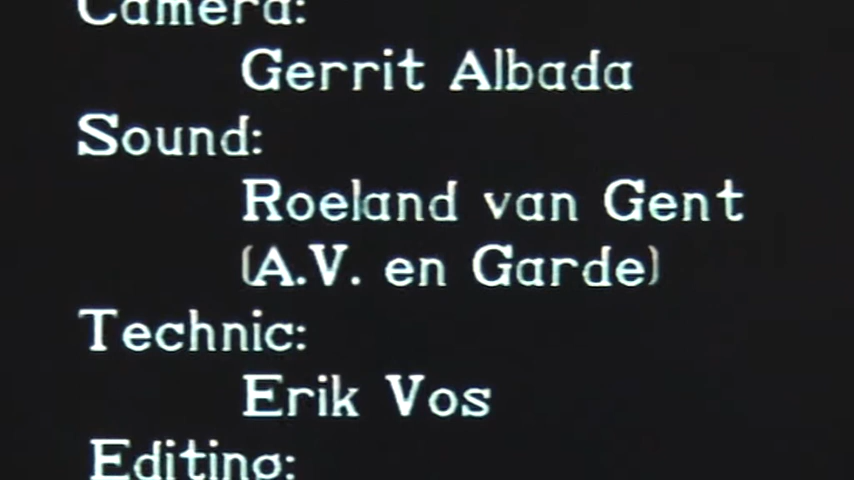 Camera:
Gerrit Albada
Sound:
Roeland van Gent
(A.V. en Garde)
Technic:
Erik Vos
Editing: